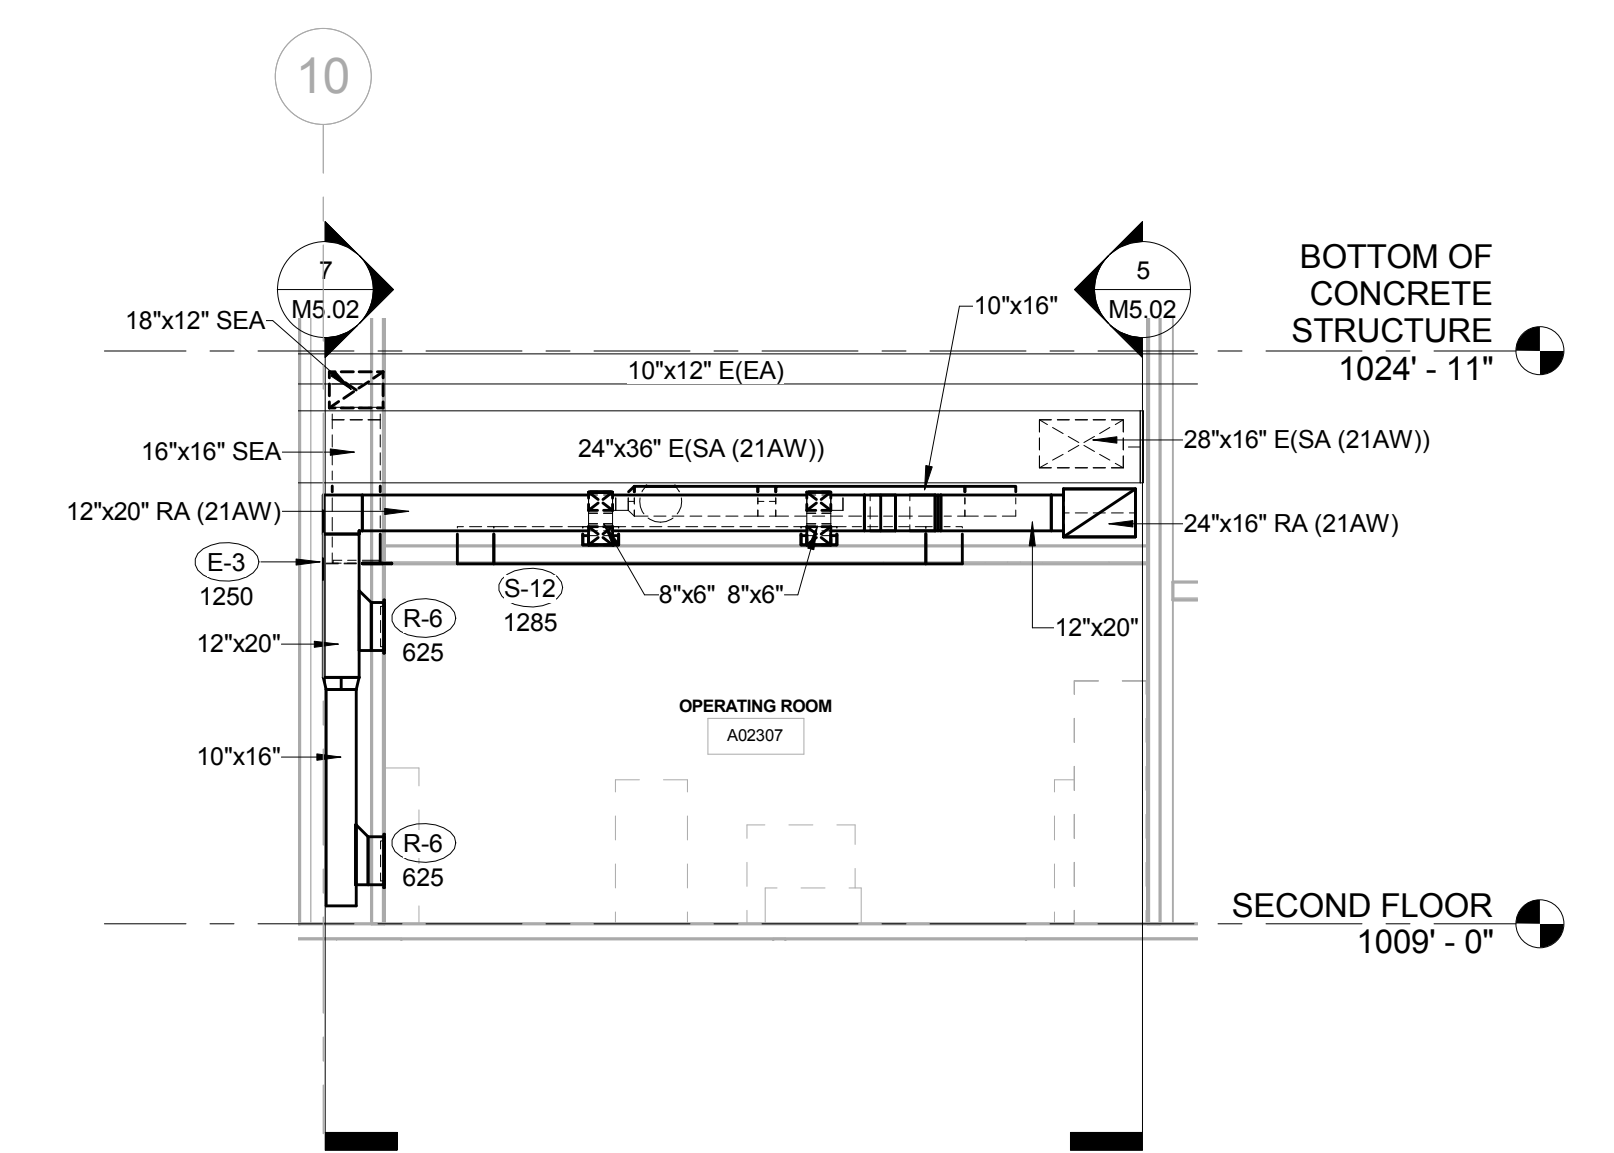 10
7
M5.02
5
M5.02
BOTTOM OF
CONCRETE
STRUCTURE
1024' - 11"
10"x16"
18"x12" SEA
10"x12" E(EA)
16"x16" SEA
24"x36" E(SA (21AW))
28"x16" E(SA (21AW))
12"x20" RA (21AW)
24"x16" RA (21AW)
E-3
1250
S-12
1285
8"x6"
8"x6"
R-6
625
12"x20"
12"x20"
OPERATING ROOM
A02307
10"x16"
R-6
625
SECOND FLOOR
1009' - 0"